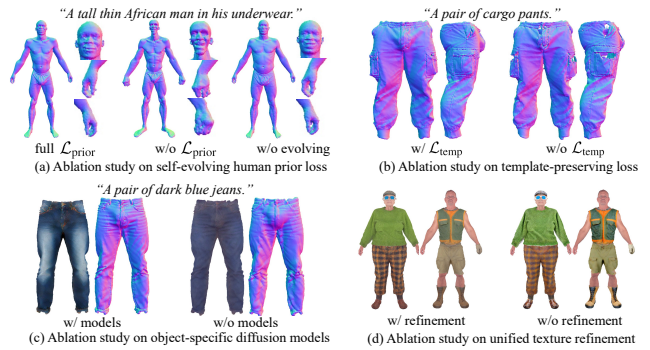 “A tall thin African man in his underwear.”
full ℒprior
w/o ℒprior
w/o evolving
(a) Ablation study on self-evolving human prior loss
“A pair of cargo pants.”
w/ ℒtemp
w/o ℒtemp
(b) Ablation study on template-preserving loss
“A pair of dark blue jeans.”
w/ models
w/o models
(c) Ablation study on object-specific diffusion models
w/ refinement
w/o refinement
(d) Ablation study on unified texture refinement